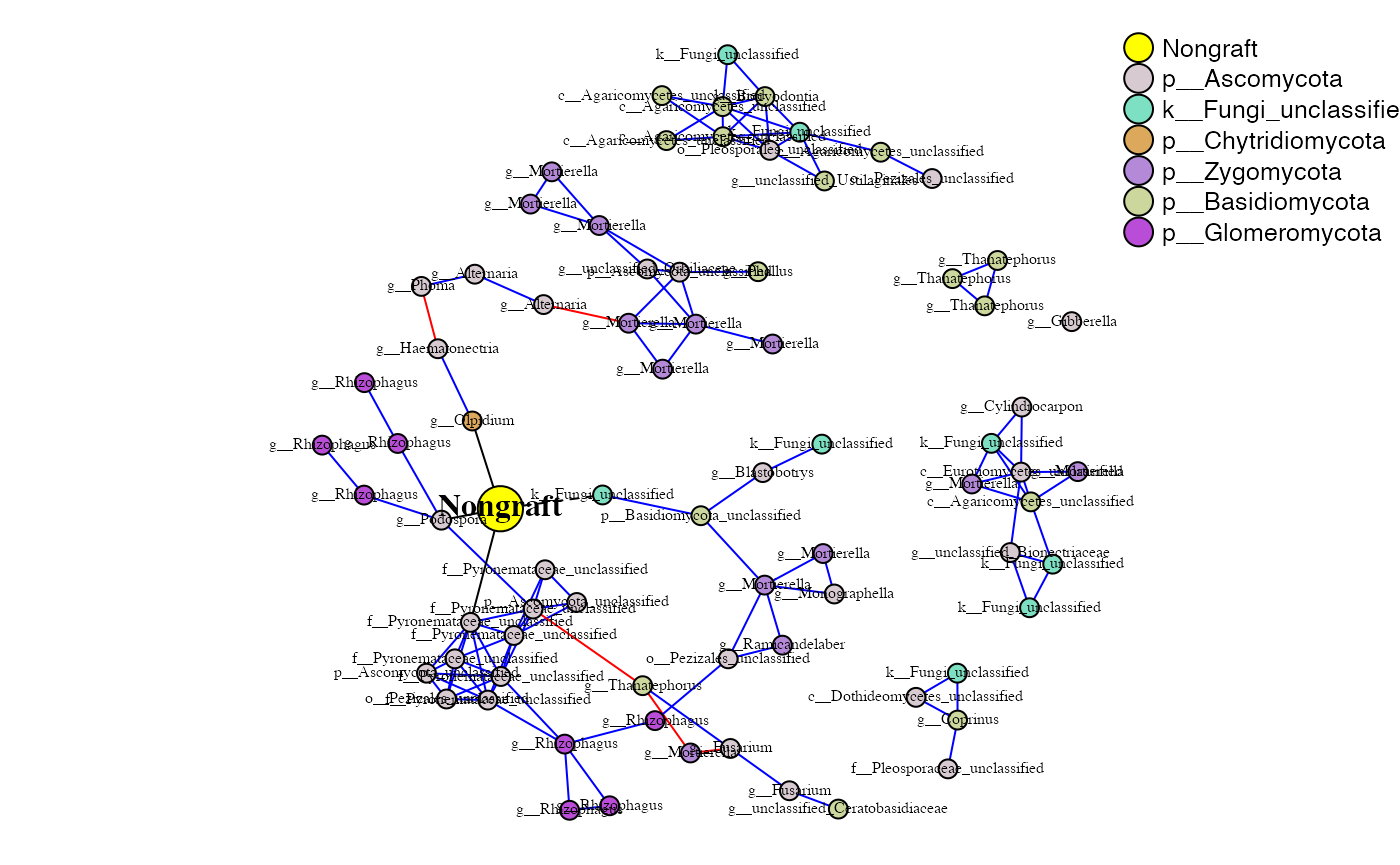 Nongraft
p__Ascomycota
k__Fungi_unclassifie
p__Chytridiomycota
p__Zygomycota
p__Basidiomycota
p__Glomeromycota
k__Fungi_unclassified
c__Agaricomycetes_unclassified
c__Agaricomycetes_unclassified
c__Agaricomycetes_unclassified
k__Fungi_unclassified
o__Pleosporales_unclassified
c__Agaricomycetes_unclassified
g__unclassified_Ustilaginales
o__Pezizales_unclassified
g__Mortierella
g__Mortierella
g__Mortierella
p__Ascomycota_unclassified
g__Phallus
g__Alternaria
g__Phoma
g__Alternaria
g__Mortierella
g__Mortierella
g__Mortierella
g__Mortierella
g__Thanatephorus
g__Thanatephorus
g__Thanatephorus
g__Gibberella
g__Haematonectria
g__Rhizophagus
g__Olpidium
g__Rhizophagus
g__Rhizophagus
g__Rhizophagus
g__Podospora
Nongraft
k__Fungi_unclassified
p__Basidiomycota_unclassified
g__Blastobotrys
k__Fungi_unclassified
g__Cylindrocarpon
k__Fungi_unclassified
c__Eurotiomycetes_unclassified
g__Mortierella
g__Mortierella
c__Agaricomycetes_unclassified
g__unclassified_Bionectriaceae
k__Fungi_unclassified
k__Fungi_unclassified
g__Mortierella
g__Mortierella
g__Monographella
g__Ramicandelaber
o__Pezizales_unclassified
f__Pyronemataceae_unclassified
p__Ascomycota_unclassified
f__Pyronemataceae_unclassified
f__Pyronemataceae_unclassified
f__Pyronemataceae_unclassified
f__Pyronemataceae_unclassified
p__Ascomycota_unclassified
f__Pyronemataceae_unclassified
o__Pezizales_unclassified
f__Pyronemataceae_unclassified
g__Thanatephorus
g__Rhizophagus
g__Rhizophagus
g__Mortierella
g__Fusarium
g__Fusarium
g__unclassified_Ceratobasidiaceae
g__Rhizophagus
g__Rhizophagus
k__Fungi_unclassified
c__Dothideomycetes_unclassified
g__Coprinus
f__Pleosporaceae_unclassified